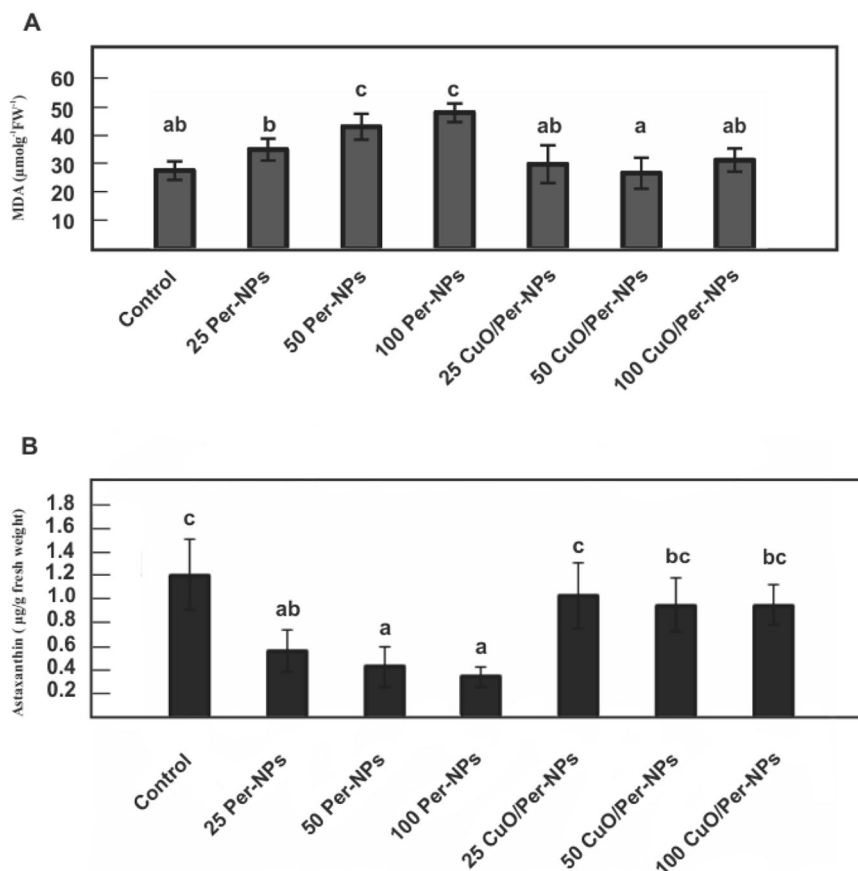 A
MDA (µmolg⁻¹FW⁻¹)
60
50
40
30
20
10
ab
b
c
c
ab
a
ab
Control
25 Per-NPs
50 Per-NPs
100 Per-NPs
25 CuO/Per-NPs
50 CuO/Per-NPs
100 CuO/Per-NPs
B
Astaxanthin ( µg/g fresh weight)
1.8
1.6
1.4
1.2
1.0
0.8
0.6
0.4
0.2
c
ab
a
a
c
bc
bc
Control
25 Per-NPs
50 Per-NPs
100 Per-NPs
25 CuO/Per-NPs
50 CuO/Per-NPs
100 CuO/Per-NPs